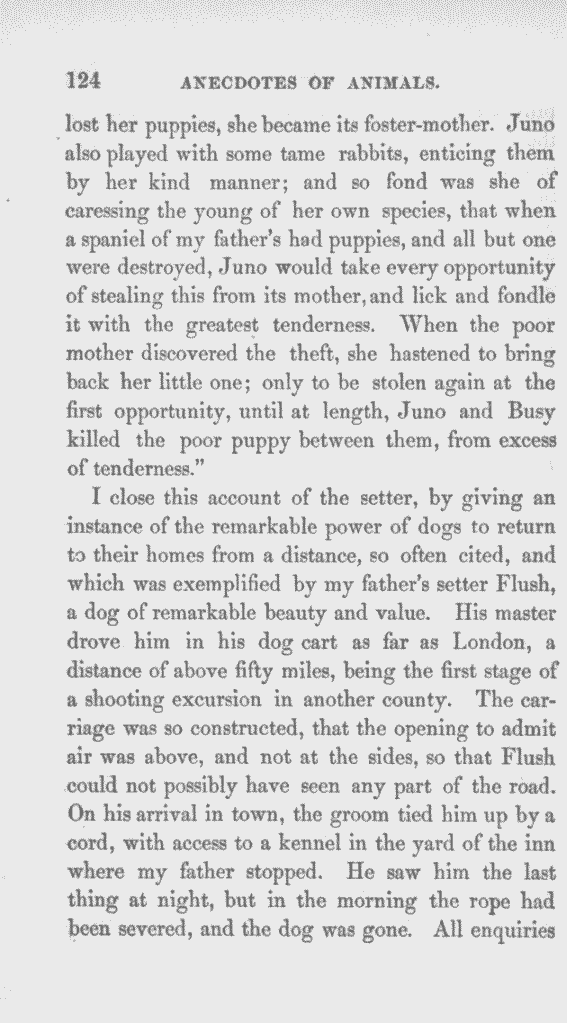 124 ANECDOTES OF ANIMALS.
lost her puppies, she became its foster-mother. Juno
also played with some tame rabbits, enticing them
by her kind manner; and so fond was she of
caressing the young of her own species, that when
a spaniel of my father's had puppies, and all but one
were destroyed, Juno would take every opportunity
of stealing this from its mother, and lick and fondle
it with the greatest tenderness. When the poor
mother discovered the theft, she hastened to bring
back her little one; only to be stolen again at the
first opportunity, until at length, Juno and Busy
killed the poor puppy between them, from excess
of tenderness."
I close this account of the setter, by giving an
instance of the remarkable power of dogs to return
to their homes from a distance, so often cited, and
which was exemplified by my father's setter Flush,
a dog of remarkable beauty and value. His master
drove him in his dog cart as far as London, a
distance of above fifty miles, being the first stage of
a shooting excursion in another county. The car-
riage was so constructed, that the opening to admit
air was above, and not at the sides, so that Flush
could not possibly have seen any part of the road.
On his arrival in town, the groom tied him up by a
cord, with access to a kennel in the yard of the inn
where my father stopped. He saw him the last
thing at night, but in the morning the rope had
been severed, and the dog was gone. All enquiries